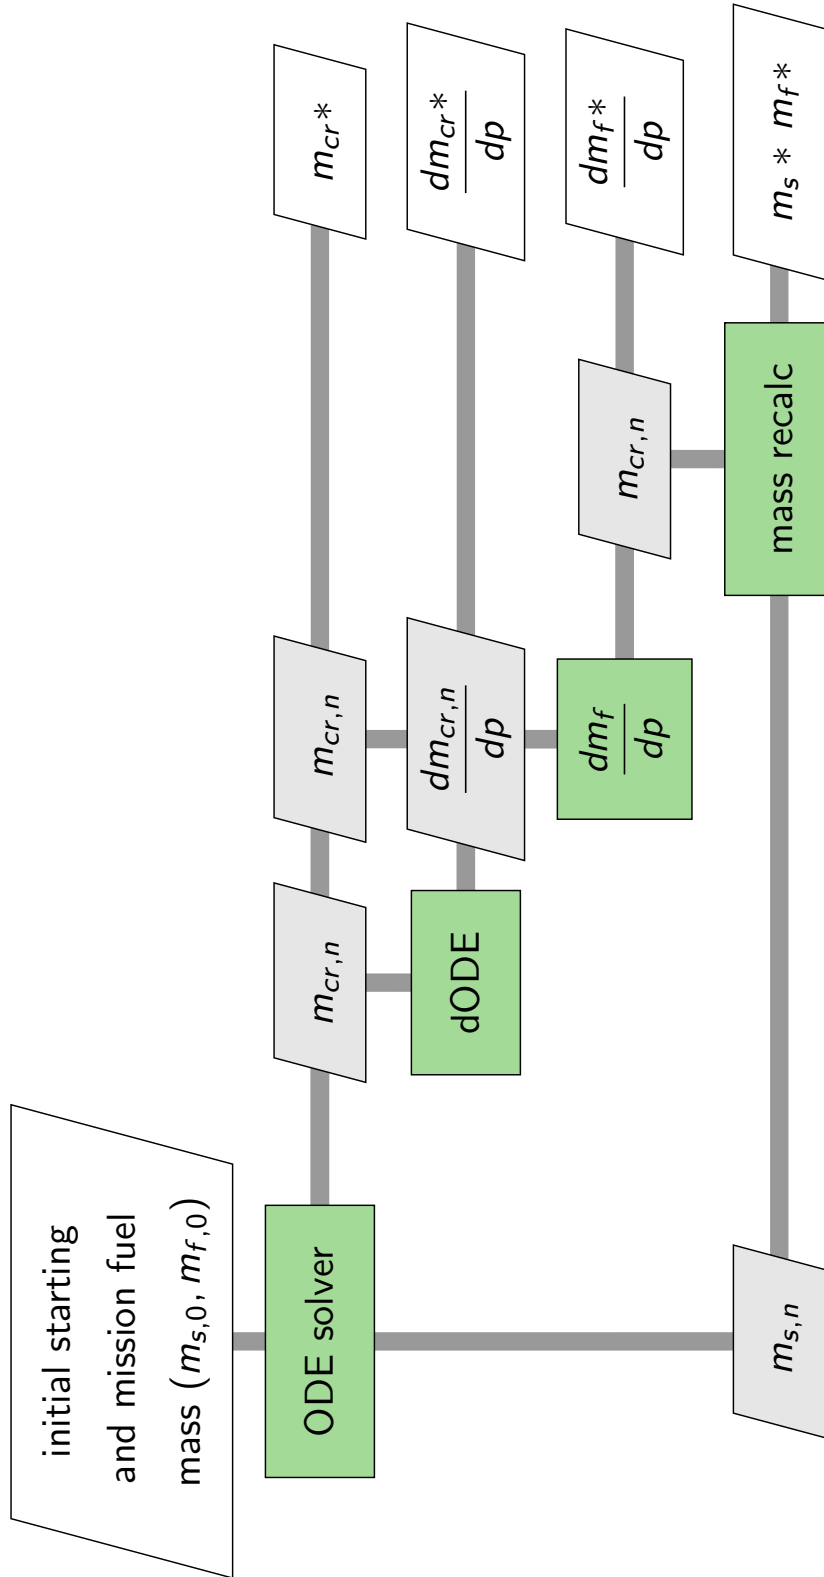 initial starting
and mission fuel
mass (m_{s,0}, m_{f,0})
ODE solver
m_{cr,n}
m_{cr,n}
m_{cr}*
dODE
dm_{cr,n}
dp
dm_{cr}*
dp
dm_f
dp
m_{cr,n}
dm_f*
dp
m_{s,n}
mass recalc
m_s* m_f*